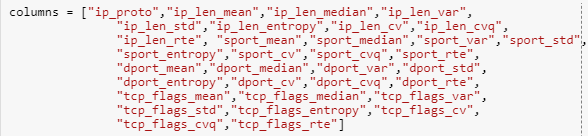 columns = ["ip_proto","ip_len_mean","ip_len_median","ip_len_var",
"ip_len_std","ip_len_entropy","ip_len_cv","ip_len_cvq",
"ip_len_rte", "sport_mean","sport_median","sport_var","sport_std",
"sport_entropy","sport_cv","sport_cvq","sport_rte",
"dport_mean","dport_median","dport_var","dport_std",
"dport_entropy","dport_cv","dport_cvq","dport_rte",
"tcp_flags_mean","tcp_flags_median","tcp_flags_var",
"tcp_flags_std","tcp_flags_entropy","tcp_flags_cv",
"tcp_flags_cvq","tcp_flags_rte"]